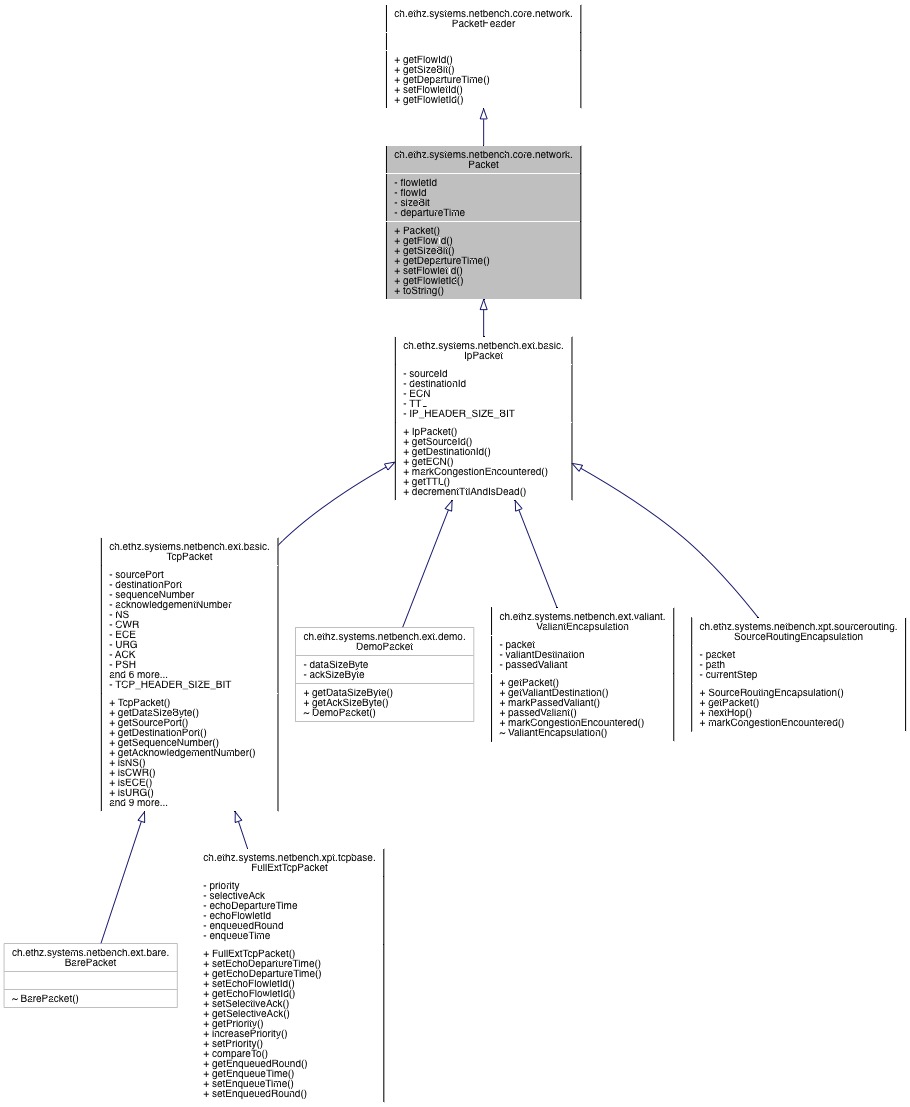 ch.ethz.systems.netbench.core.network.
PacketHeader
+ getFlowId()
+ getSizeBit()
+ getDepartureTime()
+ setFlowletId()
+ getFlowletId()
ch.ethz.systems.netbench.core.network.
Packet
- flowletId
- flowId
- sizeBit
- departureTime
+ Packet()
+ getFlowId()
+ getSizeBit()
+ getDepartureTime()
+ setFlowletId()
+ getFlowletId()
+ toString()
ch.ethz.systems.netbench.ext.basic.
IpPacket
- sourceId
- destinationId
- ECN
- TTL
- IP_HEADER_SIZE_BIT
+ IpPacket()
+ getSourceId()
+ getDestinationId()
+ getECN()
+ markCongestionEncountered()
+ getTTL()
+ decrementTtlAndIsDead()
ch.ethz.systems.netbench.ext.basic.
TcpPacket
- sourcePort
- destinationPort
- sequenceNumber
- acknowledgementNumber
- NS
- CWR
- ECE
- URG
- ACK
- PSH
and 6 more...
- TCP_HEADER_SIZE_BIT
+ TcpPacket()
+ getDataSizeByte()
+ getSourcePort()
+ getDestinationPort()
+ getSequenceNumber()
+ getAcknowledgementNumber()
+ isNS()
+ isCWR()
+ isECE()
+ isURG()
and 9 more...
ch.ethz.systems.netbench.ext.demo.
DemoPacket
- dataSizeByte
- ackSizeByte
+ getDataSizeByte()
+ getAckSizeByte()
~ DemoPacket()
ch.ethz.systems.netbench.ext.valiant.
ValiantEncapsulation
- packet
- valiantDestination
- passedValiant
+ getPacket()
+ getValiantDestination()
+ markPassedValiant()
+ passedValiant()
+ markCongestionEncountered()
~ ValiantEncapsulation()
ch.ethz.systems.netbench.xpt.sourcerouting.
SourceRoutingEncapsulation
- packet
- path
- currentStep
+ SourceRoutingEncapsulation()
+ getPacket()
+ nextHop()
+ markCongestionEncountered()
ch.ethz.systems.netbench.ext.bare.
BarePacket
~ BarePacket()
ch.ethz.systems.netbench.xpt.tcpbase.
FullExtTcpPacket
- priority
- selectiveAck
- echoDepartureTime
- echoFlowletId
- enqueuedRound
- enqueueTime
+ FullExtTcpPacket()
+ setEchoDepartureTime()
+ getEchoDepartureTime()
+ setEchoFlowletId()
+ getEchoFlowletId()
+ setSelectiveAck()
+ getSelectiveAck()
+ getPriority()
+ increasePriority()
+ setPriority()
+ compareTo()
+ getEnqueuedRound()
+ getEnqueueTime()
+ setEnqueueTime()
+ setEnqueuedRound()